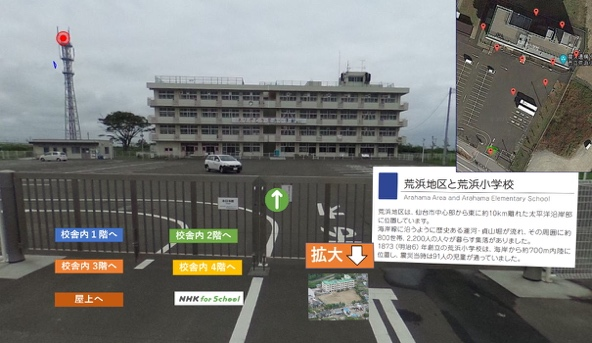 荒浜地区と荒浜小学校
Arahama Area and Arahama Elementary School
荒浜地区は、仙台市中心部から東に約10km離れた太平洋沿岸部
に位置しています。
海岸線に沿うように歴史ある運河・貞山堀が流れ、その周囲に約
800世帯、2,200人の人々が暮らす集落がありました。
1873(明治6)年創立の荒浜小学校は、海岸から約700m内陸に
位置し、震災当時は91人の児童が通っていました。
校舎内1階へ
校舎内2階へ
校舎内3階へ
校舎内4階へ
屋上へ
NHK for School
拡大